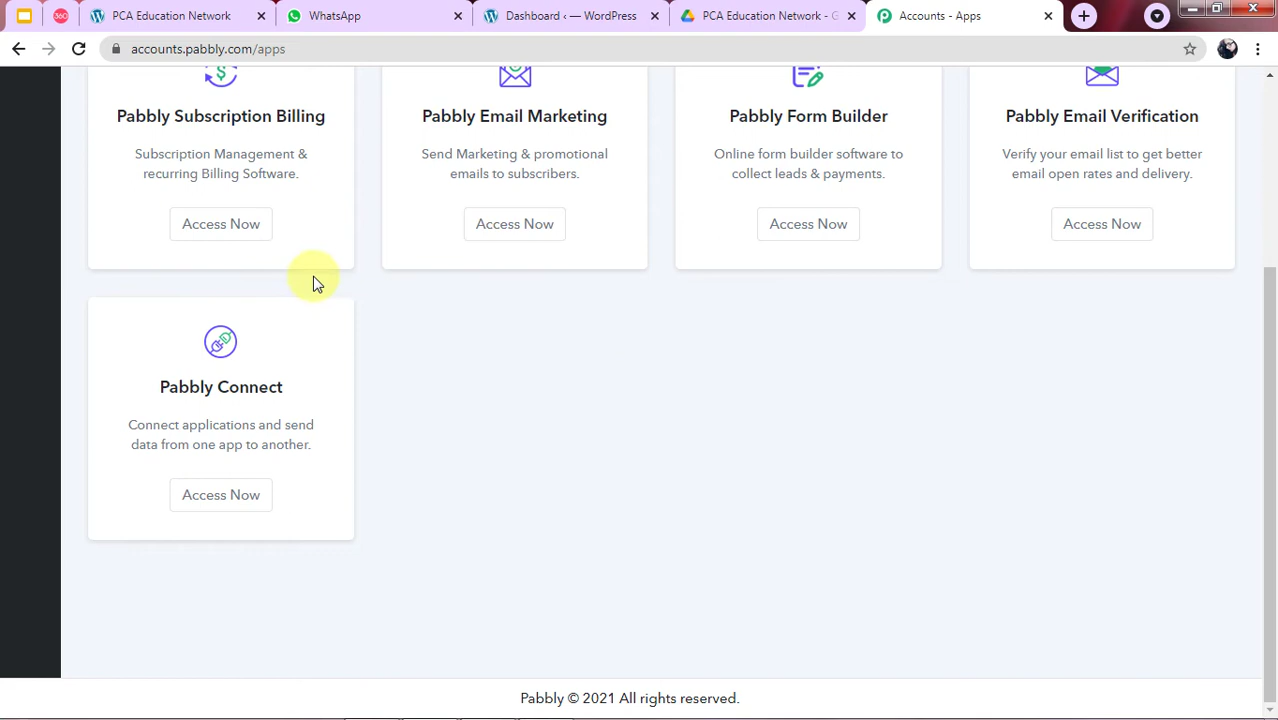 PCA Education Network
WhatsApp
Dashboard — WordPress
PCA Education Network - G
Accounts - Apps
accounts.pabbly.com/apps
Pabbly Subscription Billing
Subscription Management &
recurring Billing Software.
Access Now
Pabbly Email Marketing
Send Marketing & promotional
emails to subscribers.
Access Now
Pabbly Form Builder
Online form builder software to
collect leads & payments.
Access Now
Pabbly Email Verification
Verify your email list to get better
email open rates and delivery.
Access Now
Pabbly Connect
Connect applications and send
data from one app to another.
Access Now
Pabbly © 2021 All rights reserved.